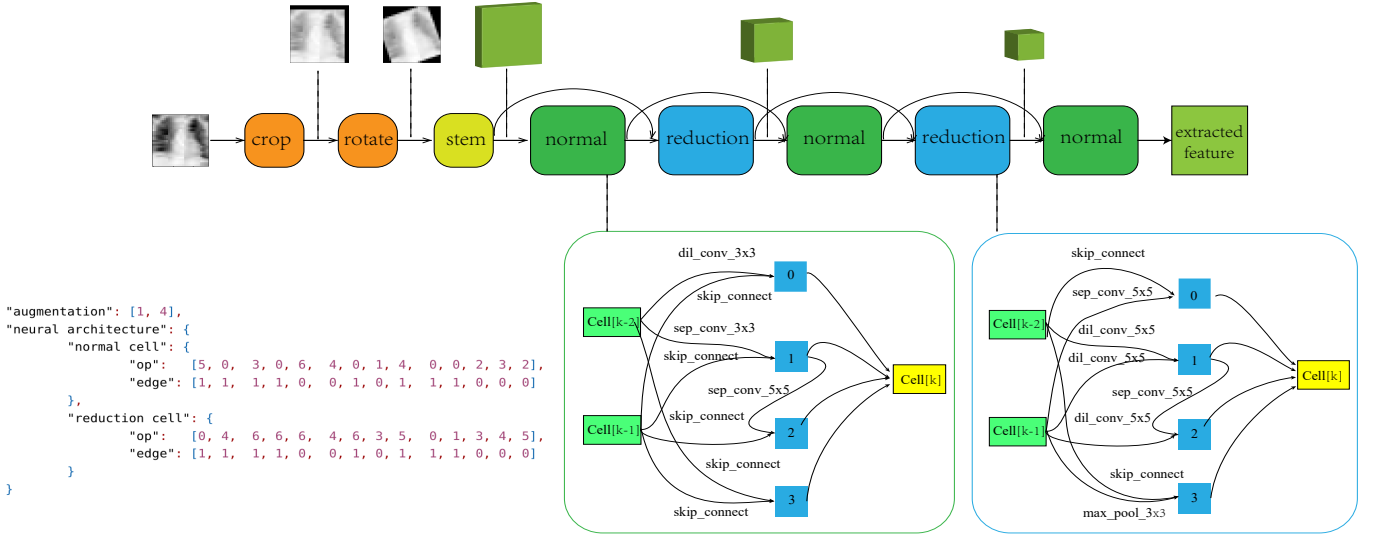 crop
rotate
stem
normal
reduction
normal
reduction
normal
extracted
feature
"augmentation": [1, 4],
"neural architecture": {
"normal cell": {
"op": [5, 0, 3, 0, 6, 4, 0, 1, 4, 0, 0, 2, 3, 2],
"edge": [1, 1, 1, 1, 0, 0, 1, 0, 1, 1, 1, 0, 0, 0]
},
"reduction cell": {
"op": [0, 4, 6, 6, 6, 4, 6, 3, 5, 0, 1, 3, 4, 5],
"edge": [1, 1, 1, 1, 0, 0, 1, 0, 1, 1, 1, 0, 0, 0]
}
}
dil_conv_3x3
0
skip_connect
Cell[k-2]
sep_conv_3x3
skip_connect
1
Cell[k]
sep_conv_5x5
skip_connect
Cell[k-1]
2
skip_connect
3
skip_connect
skip_connect
0
sep_conv_5x5
Cell[k-2]
dil_conv_5x5
dil_conv_5x5
1
Cell[k]
sep_conv_5x5
dil_conv_5x5
Cell[k-1]
2
skip_connect
3
max_pool_3x3